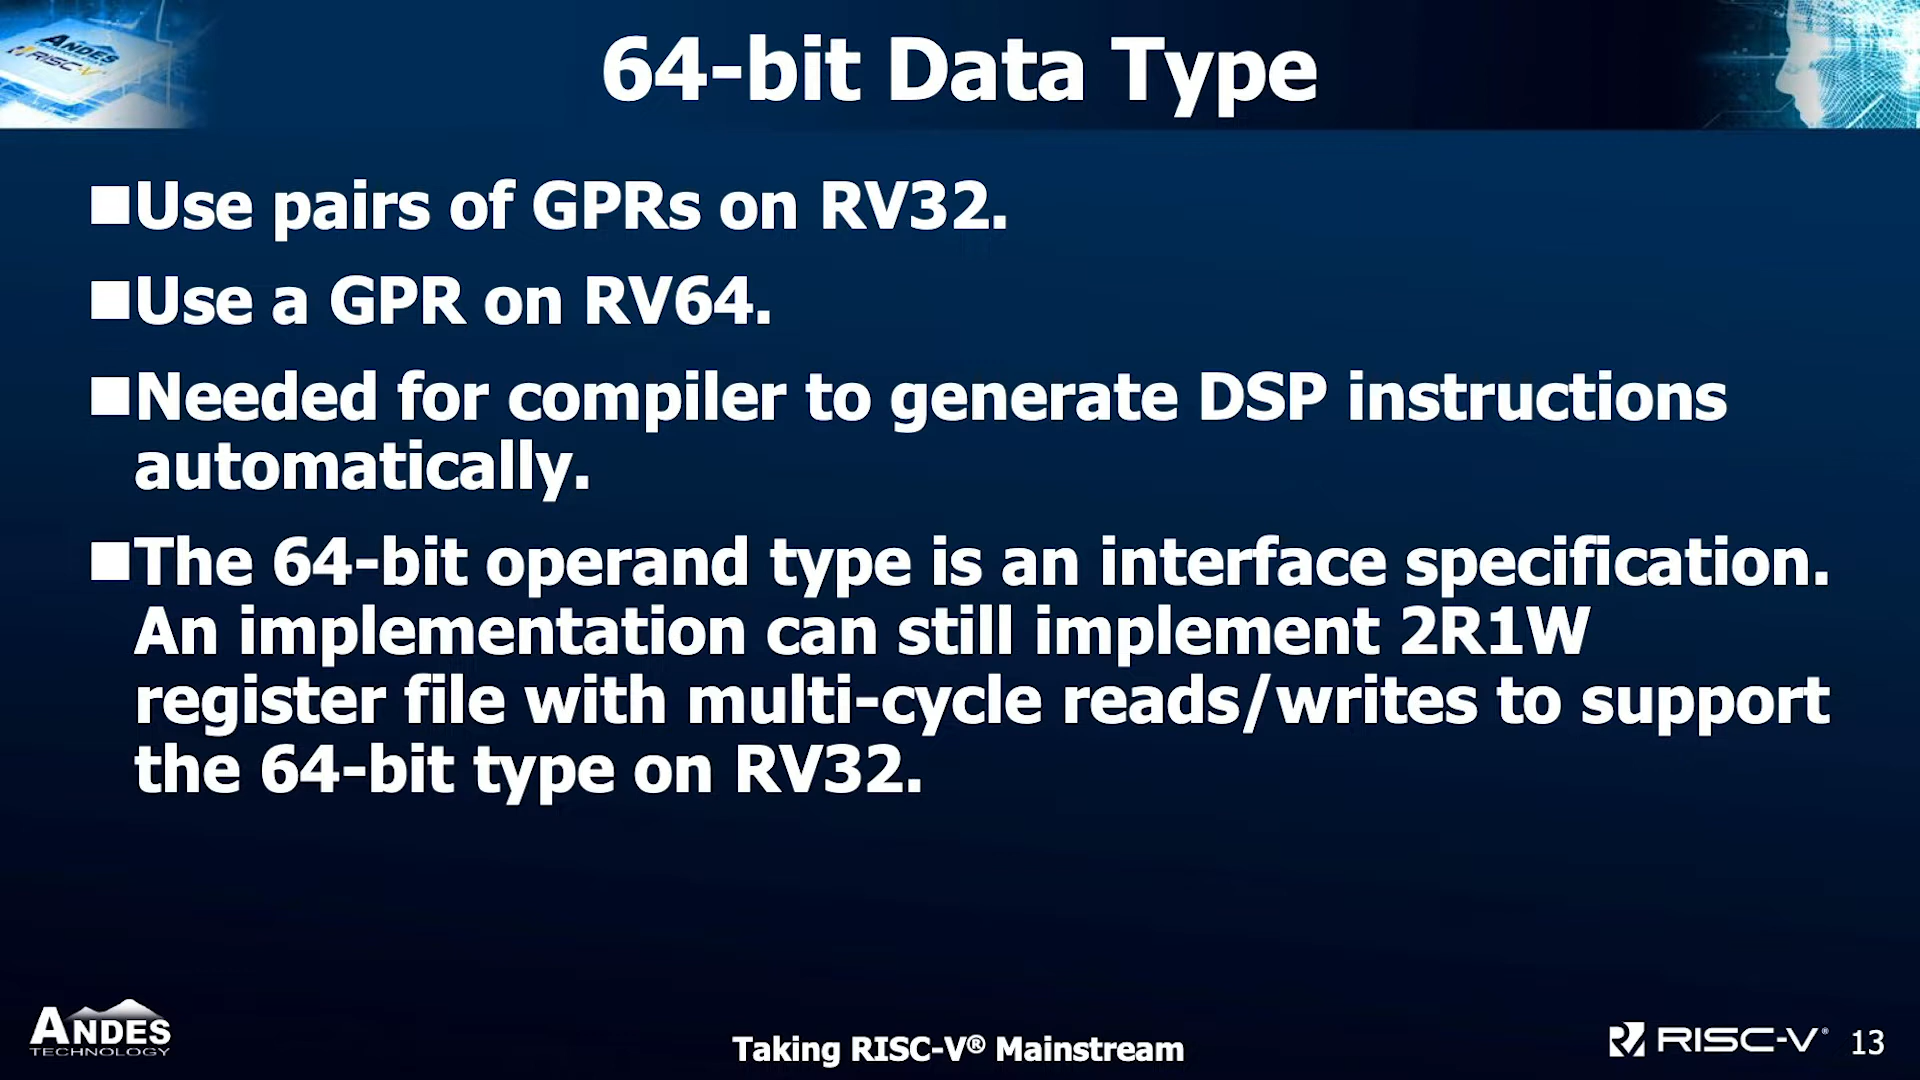 ANDES
RISC-V
64-bit Data Type
■Use pairs of GPRs on RV32.
■Use a GPR on RV64.
■Needed for compiler to generate DSP instructions
automatically.
■The 64-bit operand type is an interface specification.
An implementation can still implement 2R1W
register file with multi-cycle reads/writes to support
the 64-bit type on RV32.
ANDES
TECHNOLOGY
Taking RISC-V® Mainstream
RISC-V®
13